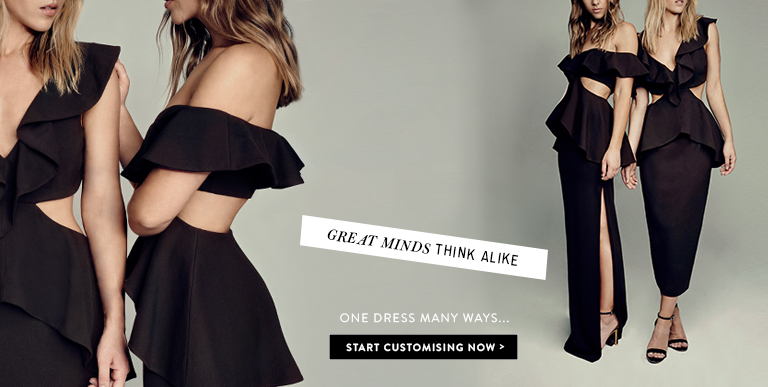 GREAT MINDS THINK ALIKE
ONE DRESS MANY WAYS...
START CUSTOMISING NOW >